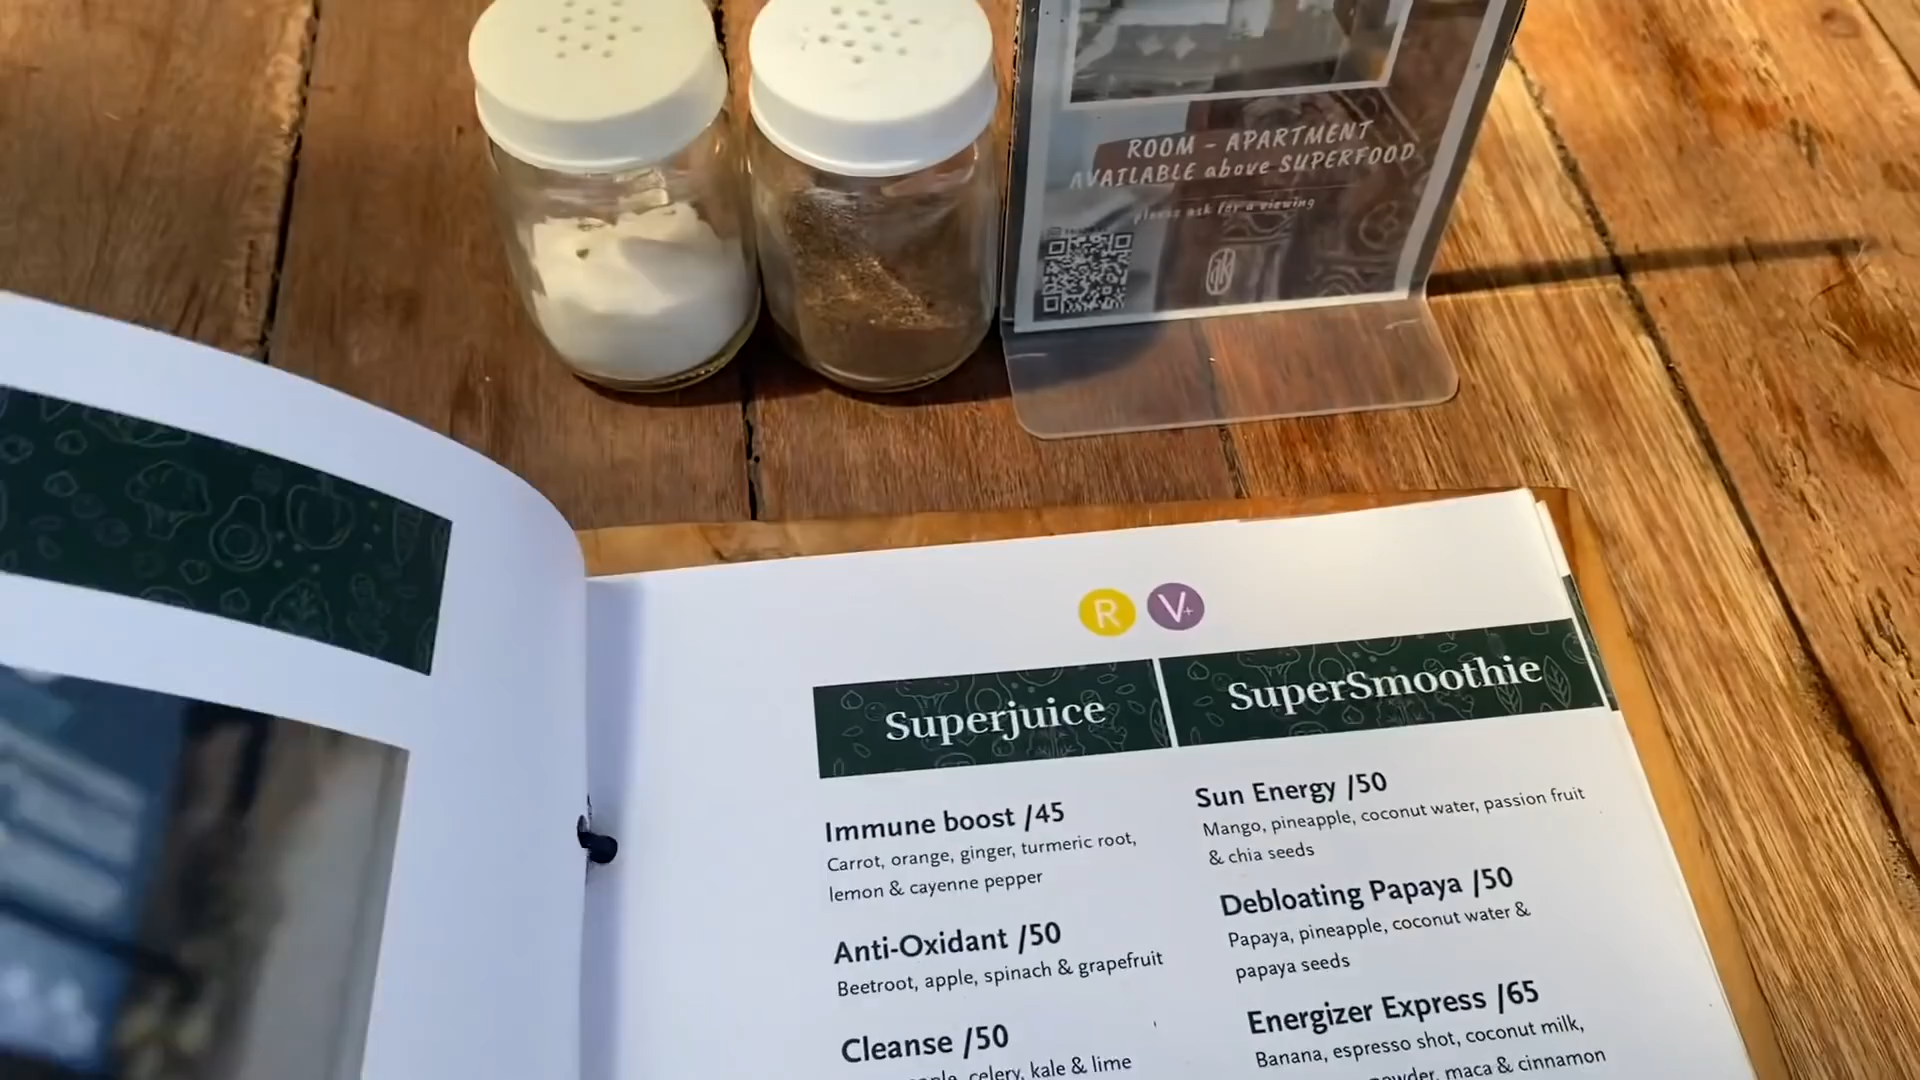 ROOM - APARTMENT
AVAILABLE above SUPERFOOD
please ask for a viewing
R V+
Superjuice
Immune boost /45
Carrot, orange, ginger, turmeric root,
lemon & cayenne pepper
Anti-Oxidant /50
Beetroot, apple, spinach & grapefruit
Cleanse /50
celery, kale & lime
SuperSmoothie
Sun Energy /50
Mango, pineapple, coconut water, passion fruit
& chia seeds
Debloating Papaya /50
Papaya, pineapple, coconut water &
papaya seeds
Energizer Express /65
Banana, espresso shot, coconut milk,
maca & cinnamon